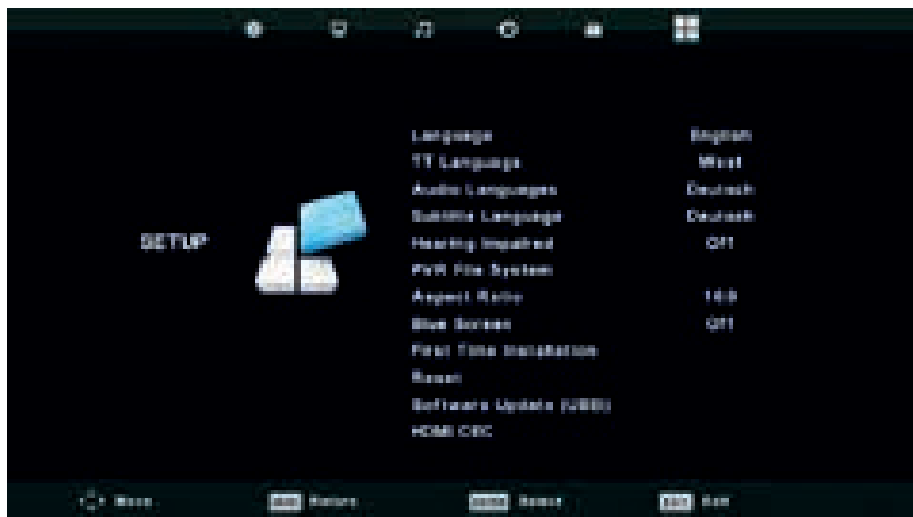 SETUP
Language English
TT Language West
Audio Languages Deutsch
Subtitle Language Deutsch
Hearing Impaired Off
PVR File System
Aspect Ratio 16:9
Blue Screen Off
First Time Installation
Reset
Software Update (USB)
HDMI CEC
Move Return Select Exit